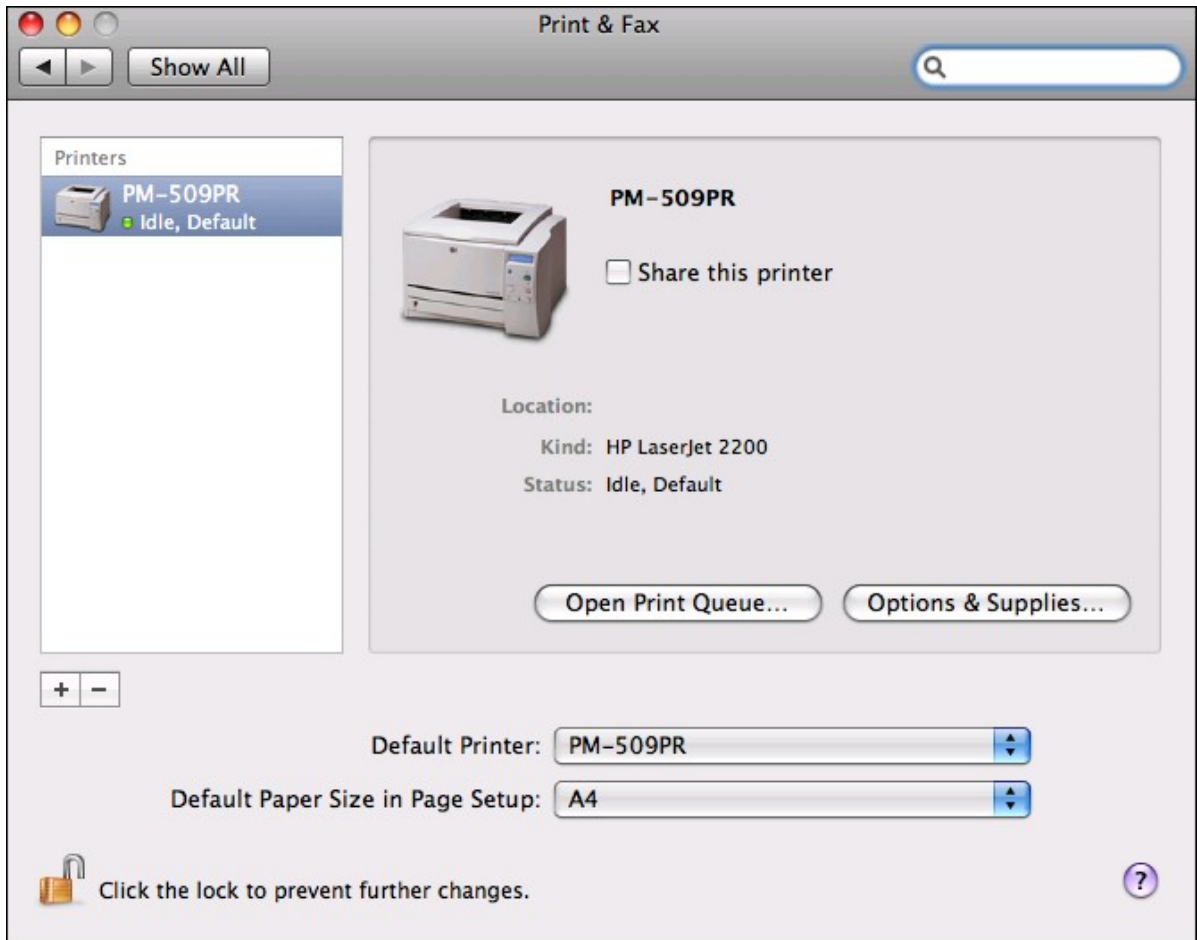 Print & Fax
Show All
Printers
PM-509PR
Idle, Default
PM-509PR
Share this printer
Location:
Kind: HP LaserJet 2200
Status: Idle, Default
Open Print Queue...
Options & Supplies...
+ -
Default Printer: PM-509PR
Default Paper Size in Page Setup: A4
Click the lock to prevent further changes.
?